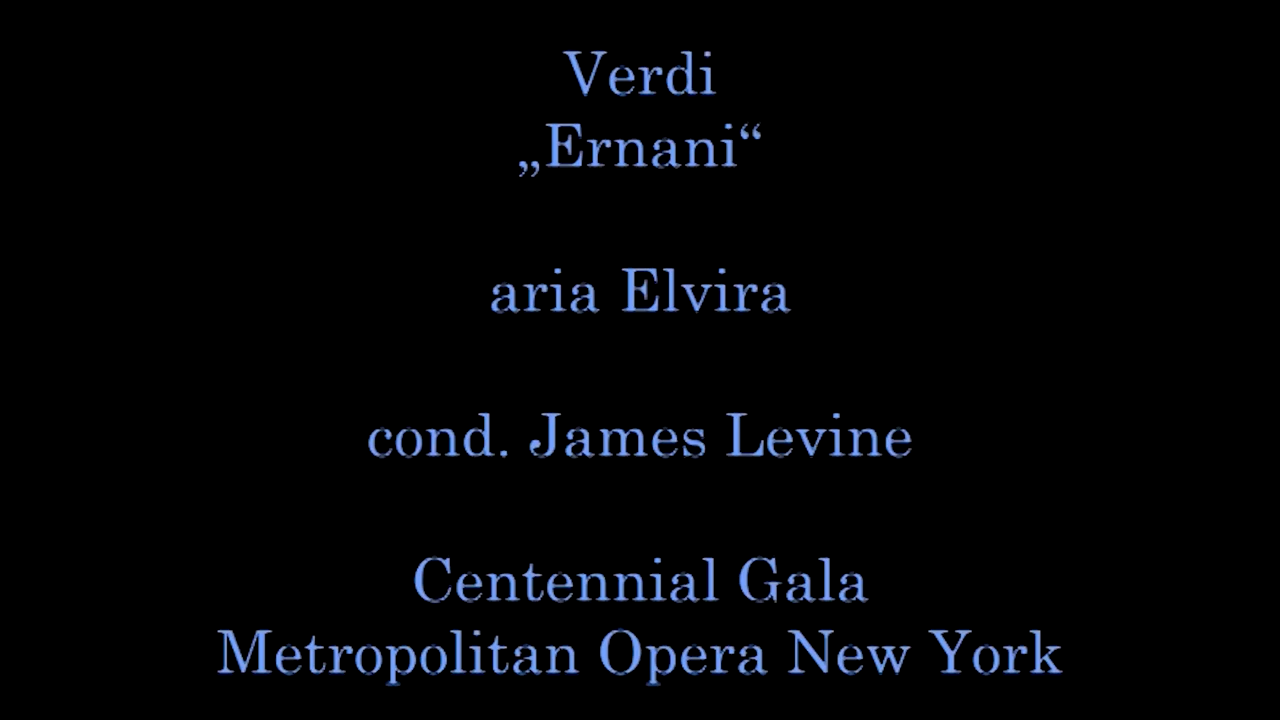 Verdi
„Ernani“
aria Elvira
cond. James Levine
Centennial Gala
Metropolitan Opera New York